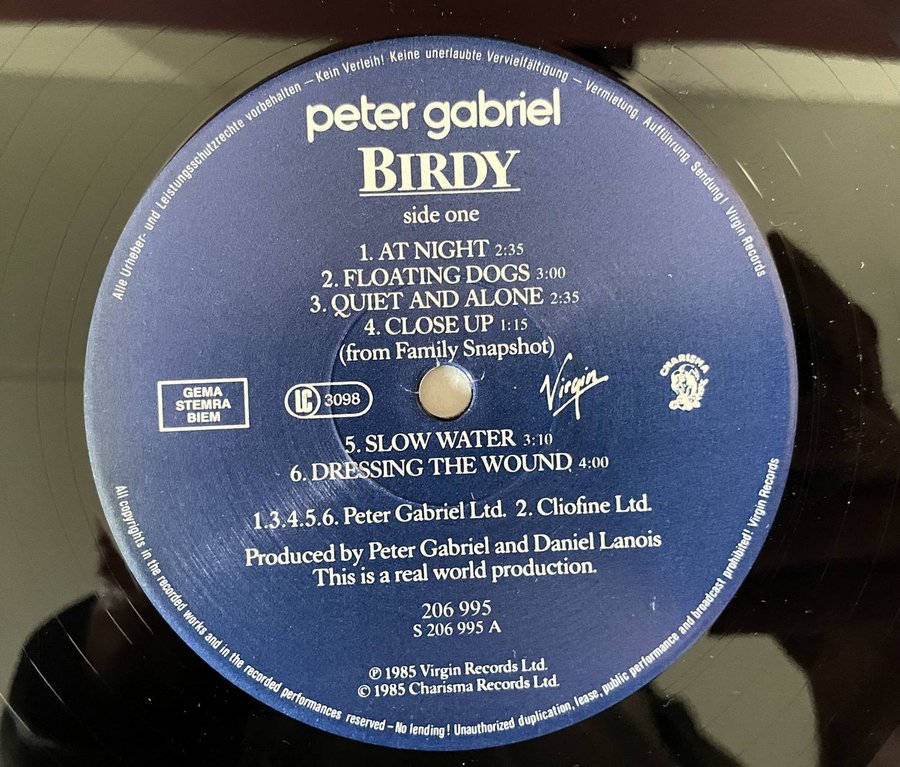 Alle Urheber- und Leistungsschutzrechte vorbehalten – Kein Verleih! Keine unerlaubte Vervielfältigung – Vermietung, Aufführung, Sendung! Virgin Records
peter gabriel
BIRDY
side one
1. AT NIGHT 2:35
2. FLOATING DOGS 3:00
3. QUIET AND ALONE 2:35
4. CLOSE UP 1:15
(from Family Snapshot)
GEMA
STEMRA
BIEM
LC 3098
Virgin
CHARISMA
5. SLOW WATER 3:10
6. DRESSING THE WOUND 4:00
1.3.4.5.6. Peter Gabriel Ltd. 2. Cliofine Ltd.
Produced by Peter Gabriel and Daniel Lanois
This is a real world production.
206 995
S 206 995 A
℗ 1985 Virgin Records Ltd.
© 1985 Charisma Records Ltd.
All copyrights in the recorded works and in the recorded performances reserved – No lending! Unauthorized duplication, lease, public performance and broadcast prohibited! Virgin Records